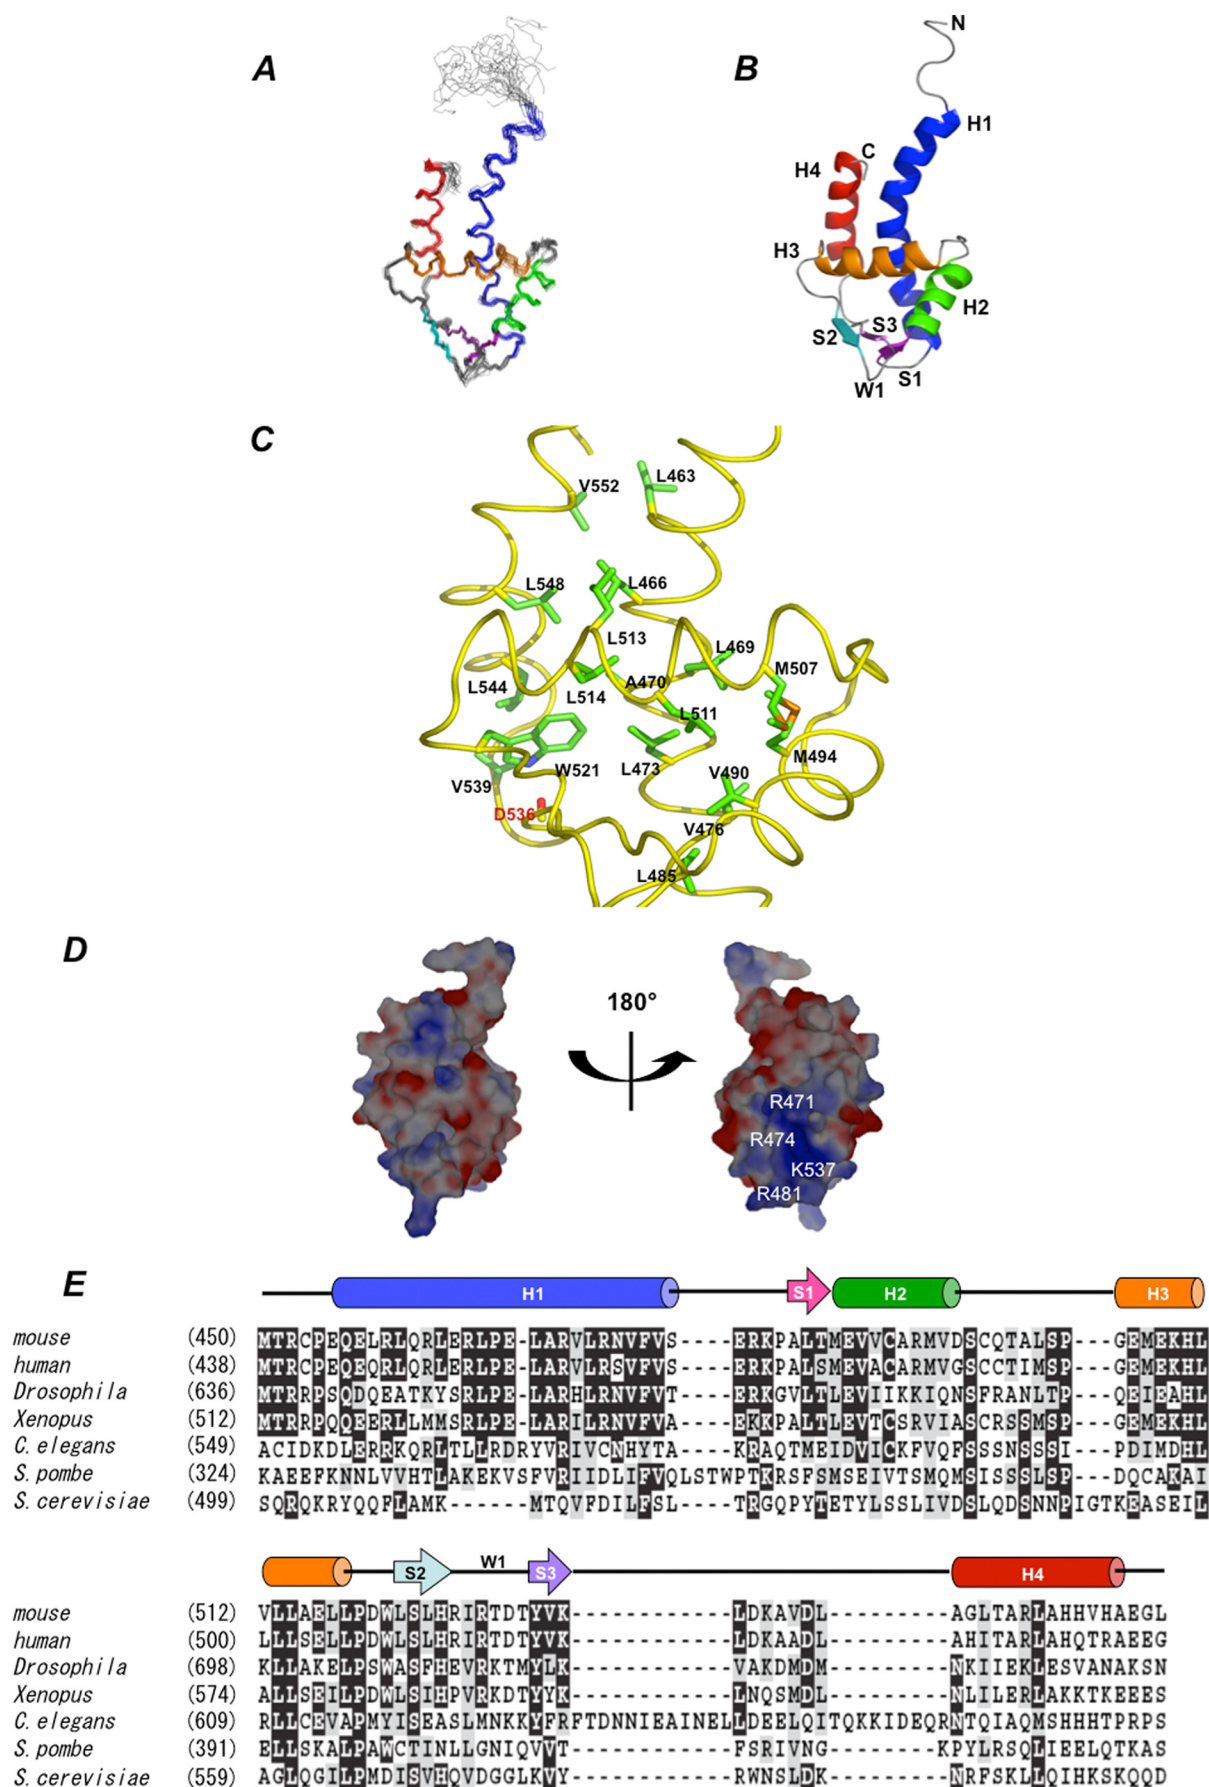 A
B
N
H1
C
H4
H3
H2
S3
S2
S1
W1
C
L463
V552
L548
L466
L513
L469
M507
A470
L544
L514
L511
M494
W521
L473
V490
V539
D536
V476
L485
D
180°
R471
R474
K537
R481
E
H1 S1 H2 H3
mouse (450) MTRCPEQELRLQRLERLPE-LARVLRNVFVS----ERKPALTMEVVCARMVDSCQTALSP---GEMEKHL
human (438) MTRCPEQEQRLQRLERLPE-LARVLRSVFVS----ERKPALSMEVACARMVGSCCTIMSP---GEMEKHL
Drosophila (636) MTRRPSQDQEATKYSRLPE-LARHLRNVFVT----ERKGVLTLEVIIKKIQNSFRANLTP---QEIEAHL
Xenopus (512) MTRRPQQEERLLMMSRLPE-LARILRNVFVA----EKKPALTLEVTCSRVIASCRSSMSP---GEMEKHL
C.elegans (549) ACIDKDLERRKQRLTLLRDRYVRIVCNHYTA----KRAQTMEIDVICKFVQFSSSNSSSI---PDIMDHL
S.pombe (324) KAEEFKNNLVVHTLAKEKVSFVRIIDLIFVQLSTWPTKRSFSMSEIVTSMQMSISSSLSP---DQCAKAI
S.cerevisiae (499) SQRQKRYQQFLAMK------MTQVFDILFSL----TRGQPYTETYLSSLIVDSLQDSNNPIGTKEASEIL
S2 W1 S3 H4
mouse (512) VLLAELLPDWLSLHRIRTDTYVK------------LDKAVDL---------AGLTARLAHHVHAEGL
human (500) LLLSELLPDWLSLHRIRTDTYVK------------LDKAADL---------AHITARLAHQTRAEEG
Drosophila (698) KLLAKELPSWASFHEVRKTMYLK------------VAKDMDM---------NKIIEKLESVANAKSN
Xenopus (574) ALLSEILPDWLSIHPVRKDTYYK------------LNQSMDL---------NLILERLAKKTKEEES
C.elegans (609) RLLCEVAPMYISEASLMNKKYFRFTDNNIEAINELLDEELQITQKKIDEQRNTQIAQMSHHHTPRPS
S.pombe (391) ELLSKALPAWCTINLLGNIQVVT------------FSRIVNG--------KPYLRSQLIEELQTKAS
S.cerevisiae (559) AGLQGILPMDISVHQVDGGLKVY------------RWNSLDK---------NRFSKLLQIHKSKQQD